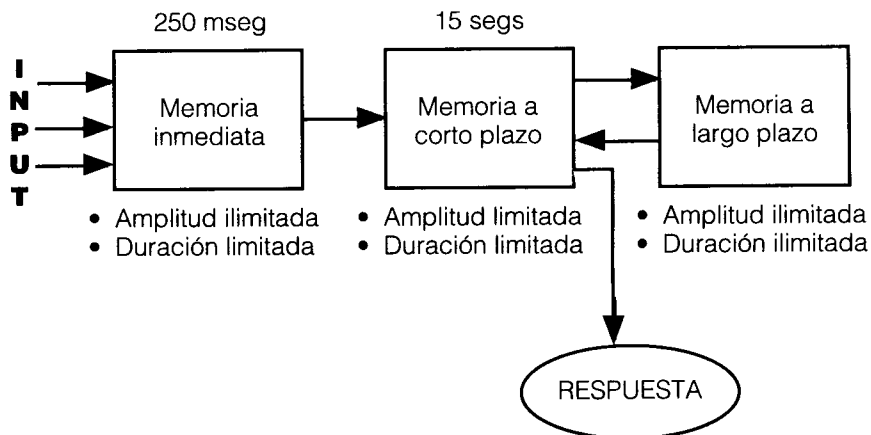 250 mseg
15 segs
INPUT
Memoria
inmediata
Memoria a
corto plazo
Memoria a
largo plazo
• Amplitud ilimitada
• Duración limitada
• Amplitud limitada
• Duración limitada
• Amplitud ilimitada
• Duración ilimitada
RESPUESTA